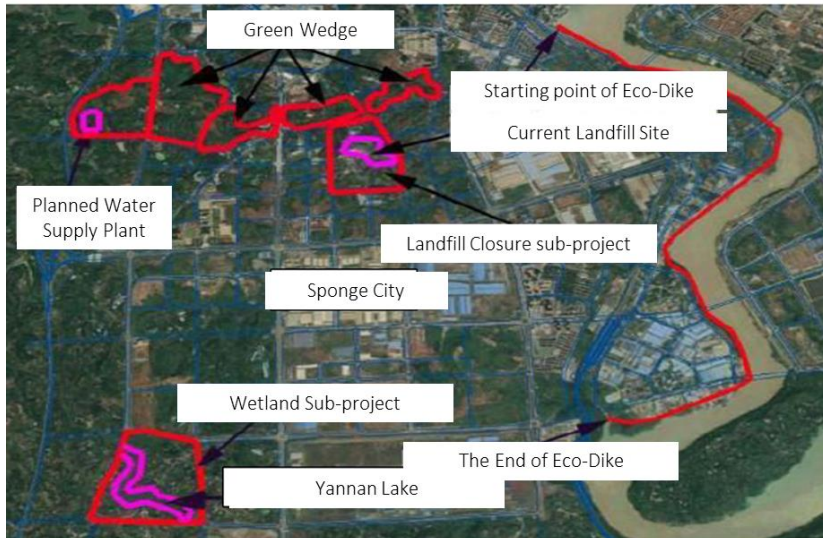 Green Wedge
Starting point of Eco-Dike
Current Landfill Site
Planned Water
Supply Plant
Landfill Closure sub-project
Sponge City
Wetland Sub-project
The End of Eco-Dike
Yannan Lake